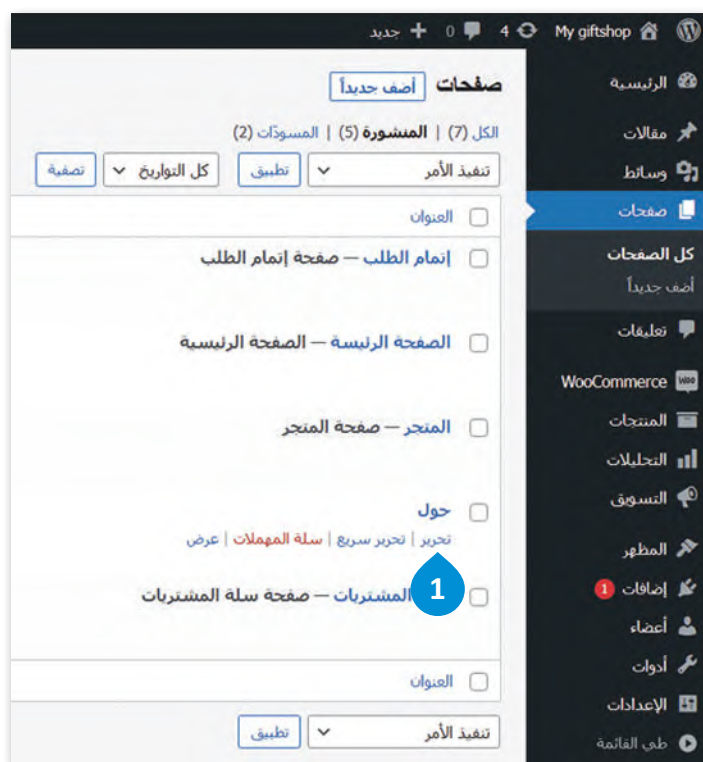 My giftshop 4 0 + جديد
الرئيسية
مقالات
وسائط
صفحات
كل الصفحات
أضف جديداً
تعليقات
WooCommerce
المنتجات
التحليلات
التسويق
المظهر
إضافات 1
أعضاء
أدوات
الإعدادات
طي القائمة
صفحات أضف جديداً
الكل (7) | المنشورة (5) | المسودّات (2)
تنفيذ الأمر تطبيق كل التواريخ تصفية
العنوان
إتمام الطلب — صفحة إتمام الطلب
الصفحة الرئيسة — الصفحة الرئيسية
المتجر — صفحة المتجر
حول
تحرير | تحرير سريع | سلة المهملات | عرض
1
المشتريات — صفحة سلة المشتريات
العنوان
تنفيذ الأمر تطبيق